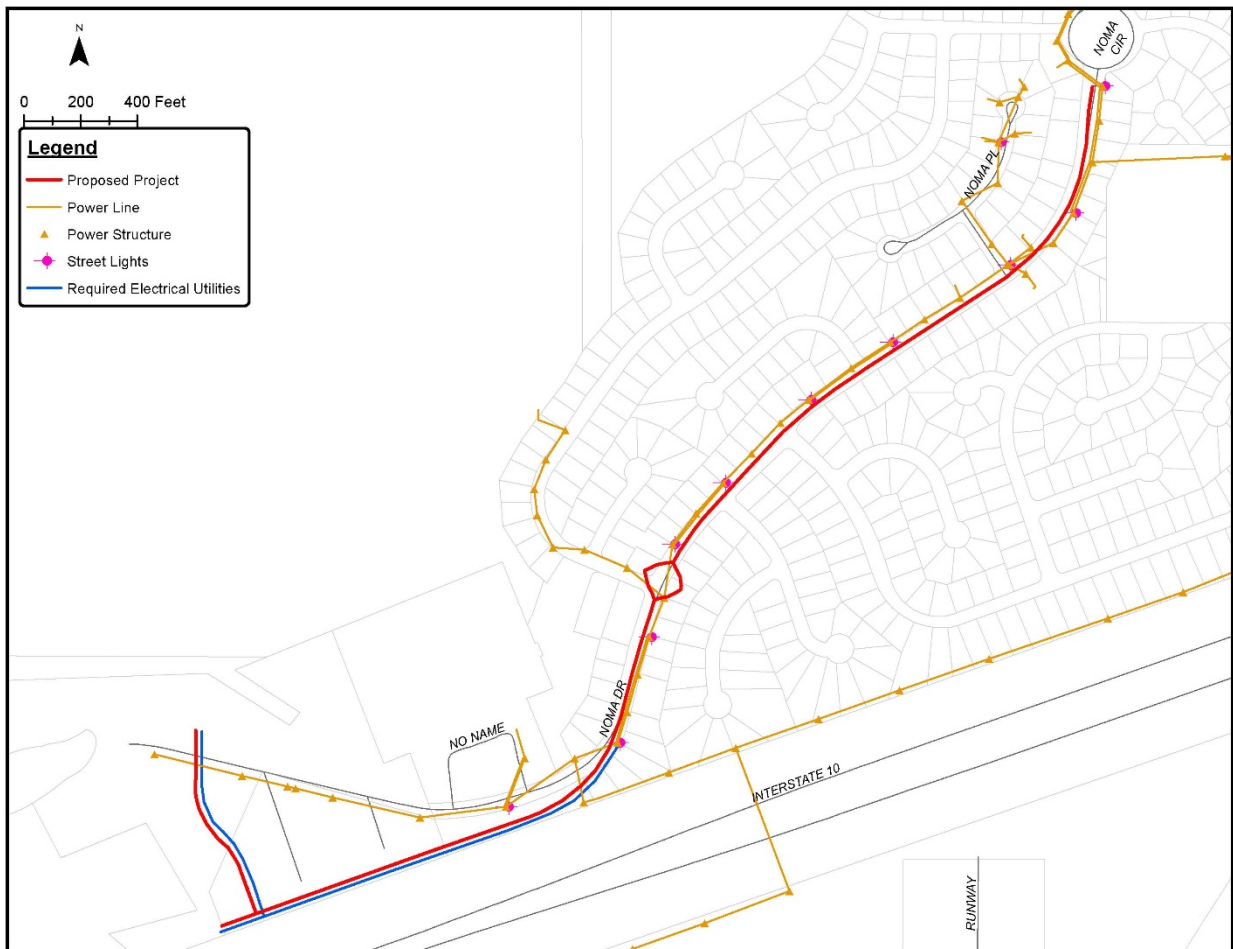 N
0 200 400 Feet
Legend
Proposed Project
Power Line
Power Structure
Street Lights
Required Electrical Utilities
NOMA
CIR
NOMA PL
NOMA DR
NO NAME
INTERSTATE 10
RUNWAY